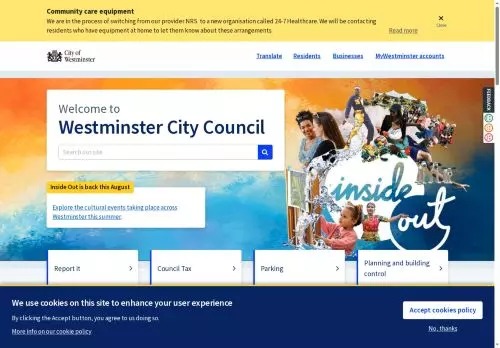 Community care equipment
We are in the process of switching from our provider NRS to a new organisation called 24-7 Healthcare. We will be contacting
residents who have equipment at home to let them know about these arrangements.
Read more
Close
City of
Westminster
Translate
Residents
Businesses
MyWestminster accounts
FEEDBACK
Welcome to
Westminster City Council
Search our site
Inside Out is back this August
Explore the cultural events taking place across
Westminster this summer.
inside
out
Report it
Council Tax
Parking
Planning and building
control
We use cookies on this site to enhance your user experience
By clicking the Accept button, you agree to us doing so.
More info on our cookie policy
Accept cookies policy
No, thanks